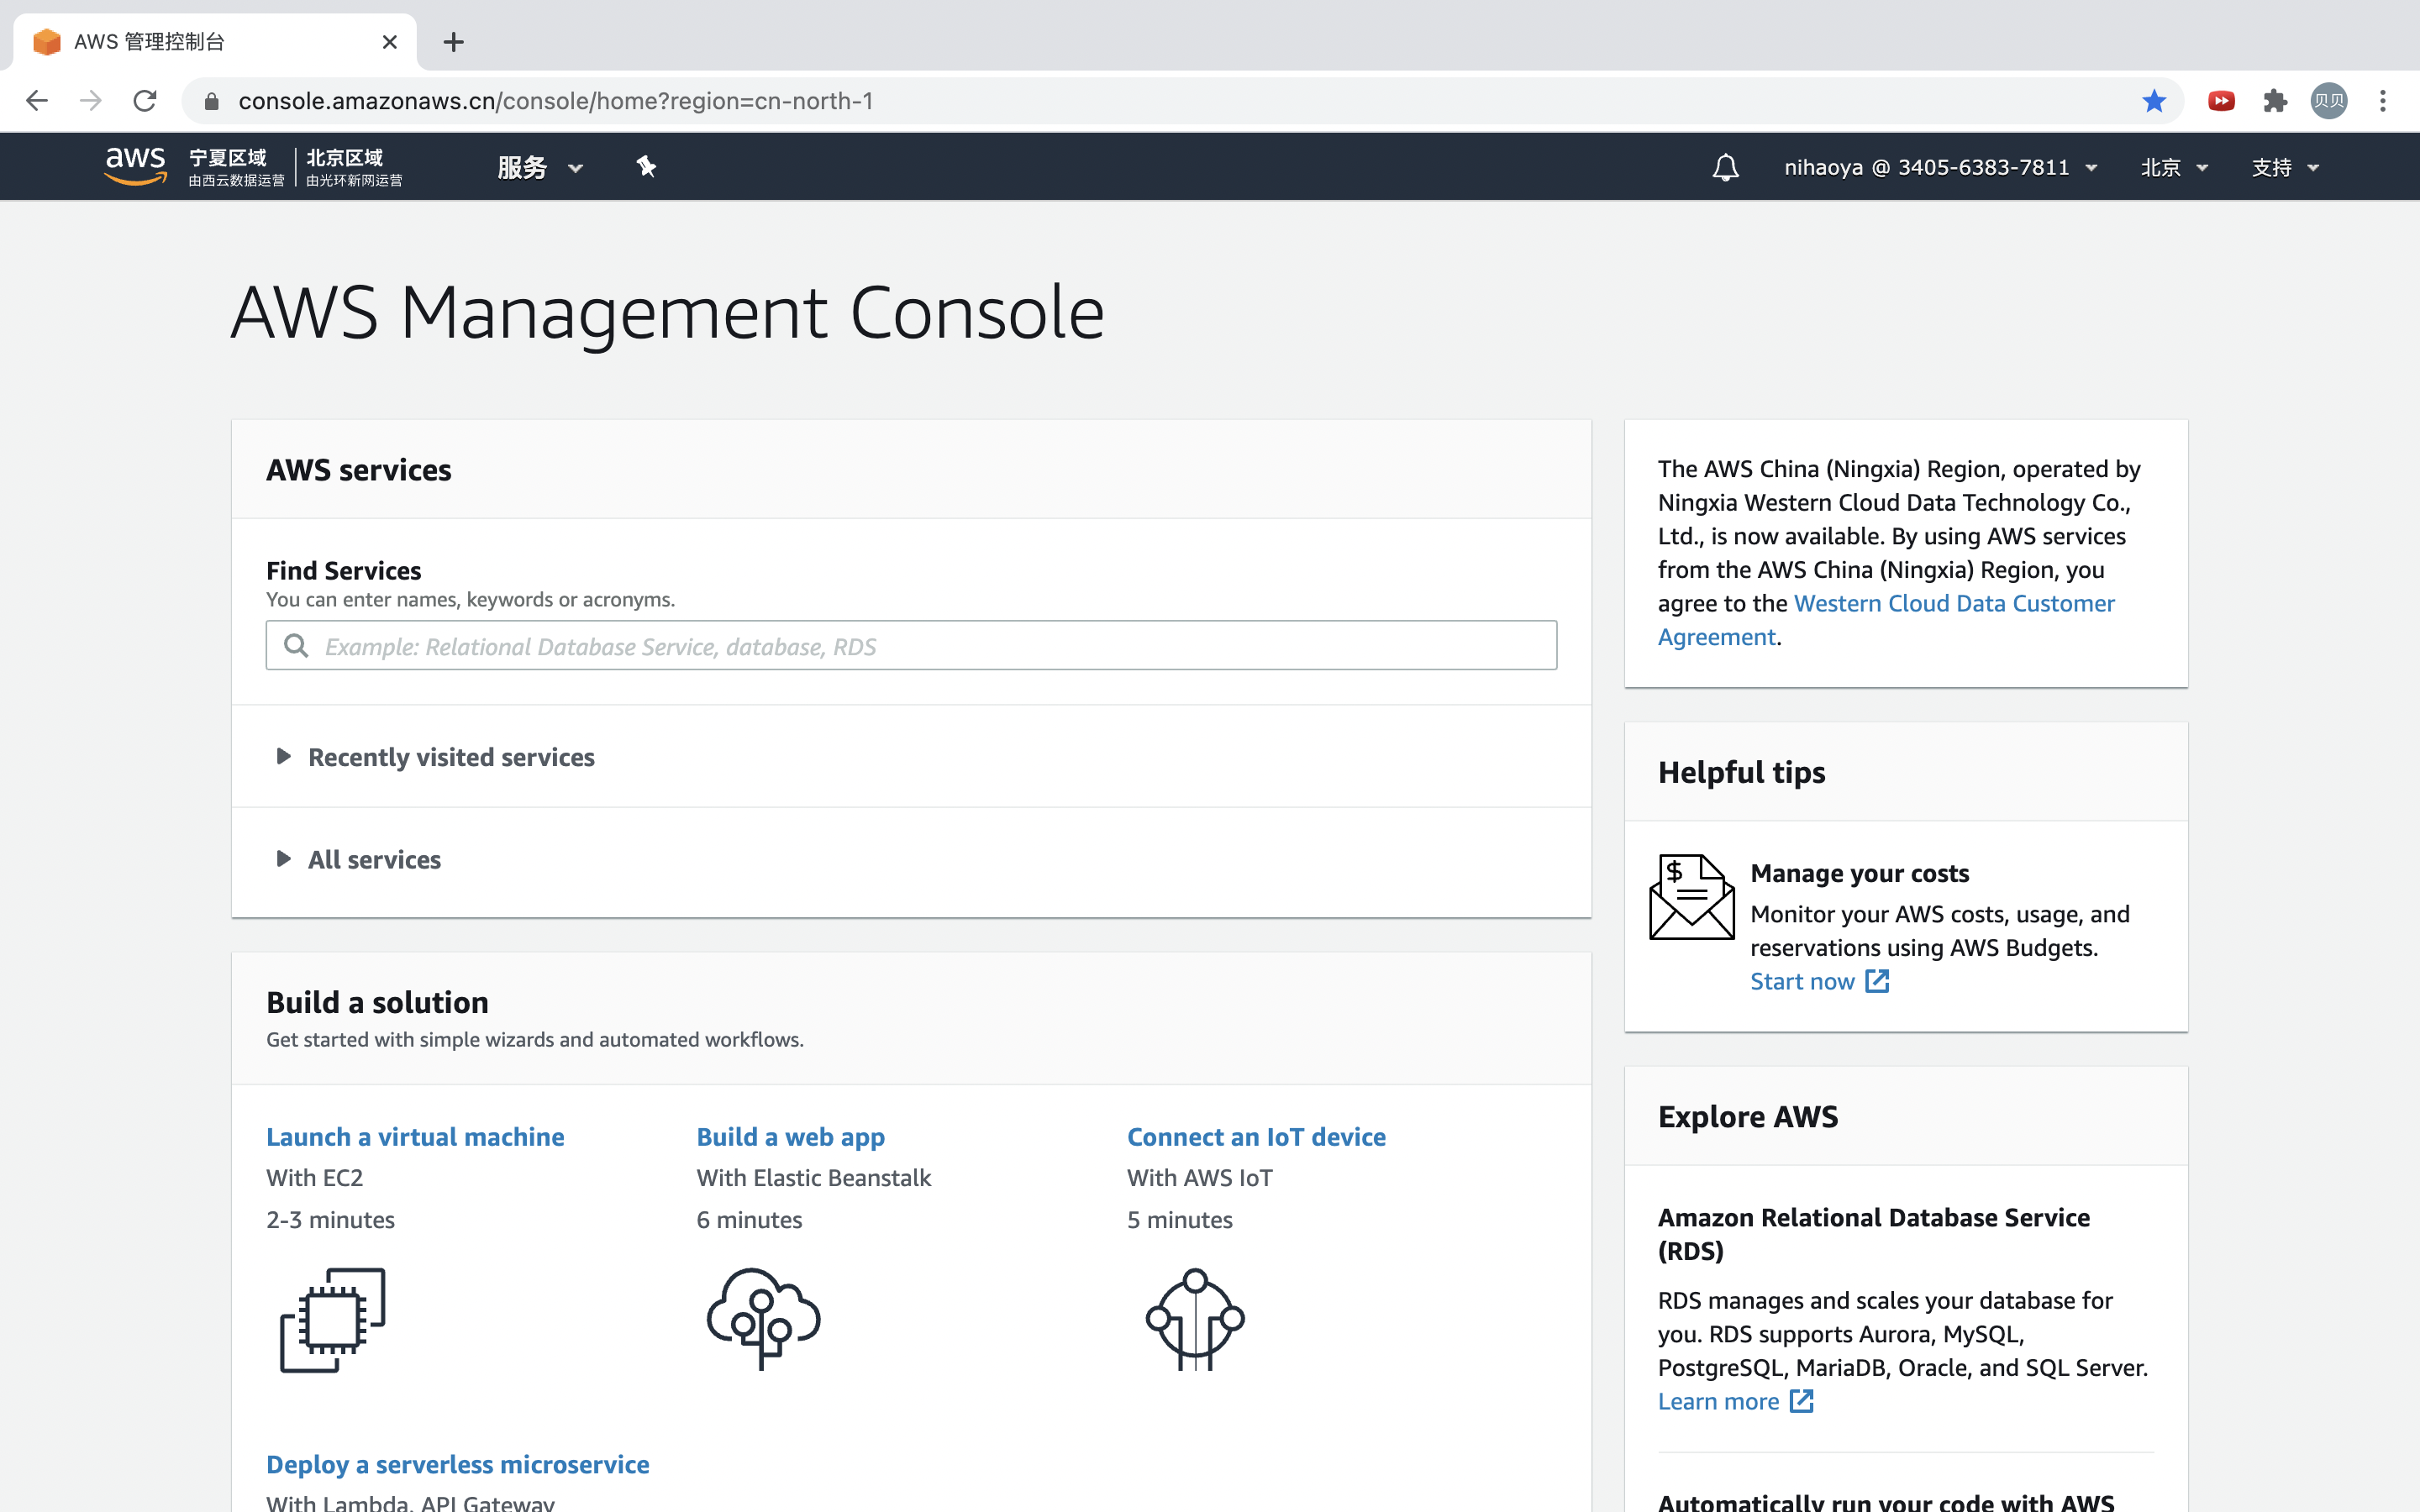 AWS 管理控制台
console.amazonaws.cn/console/home?region=cn-north-1
贝贝
aws
宁夏区域
由西云数据运营
北京区域
由光环新网运营
服务
nihaoya @ 3405-6383-7811
北京
支持
AWS Management Console
AWS services
Find Services
You can enter names, keywords or acronyms.
Example: Relational Database Service, database, RDS
Recently visited services
All services
Build a solution
Get started with simple wizards and automated workflows.
Launch a virtual machine
With EC2
2-3 minutes
Build a web app
With Elastic Beanstalk
6 minutes
Connect an IoT device
With AWS IoT
5 minutes
Deploy a serverless microservice
With Lambda, API Gateway
The AWS China (Ningxia) Region, operated by
Ningxia Western Cloud Data Technology Co.,
Ltd., is now available. By using AWS services
from the AWS China (Ningxia) Region, you
agree to the Western Cloud Data Customer
Agreement.
Helpful tips
$
Manage your costs
Monitor your AWS costs, usage, and
reservations using AWS Budgets.
Start now
Explore AWS
Amazon Relational Database Service
(RDS)
RDS manages and scales your database for
you. RDS supports Aurora, MySQL,
PostgreSQL, MariaDB, Oracle, and SQL Server.
Learn more
Automatically run your code with AWS